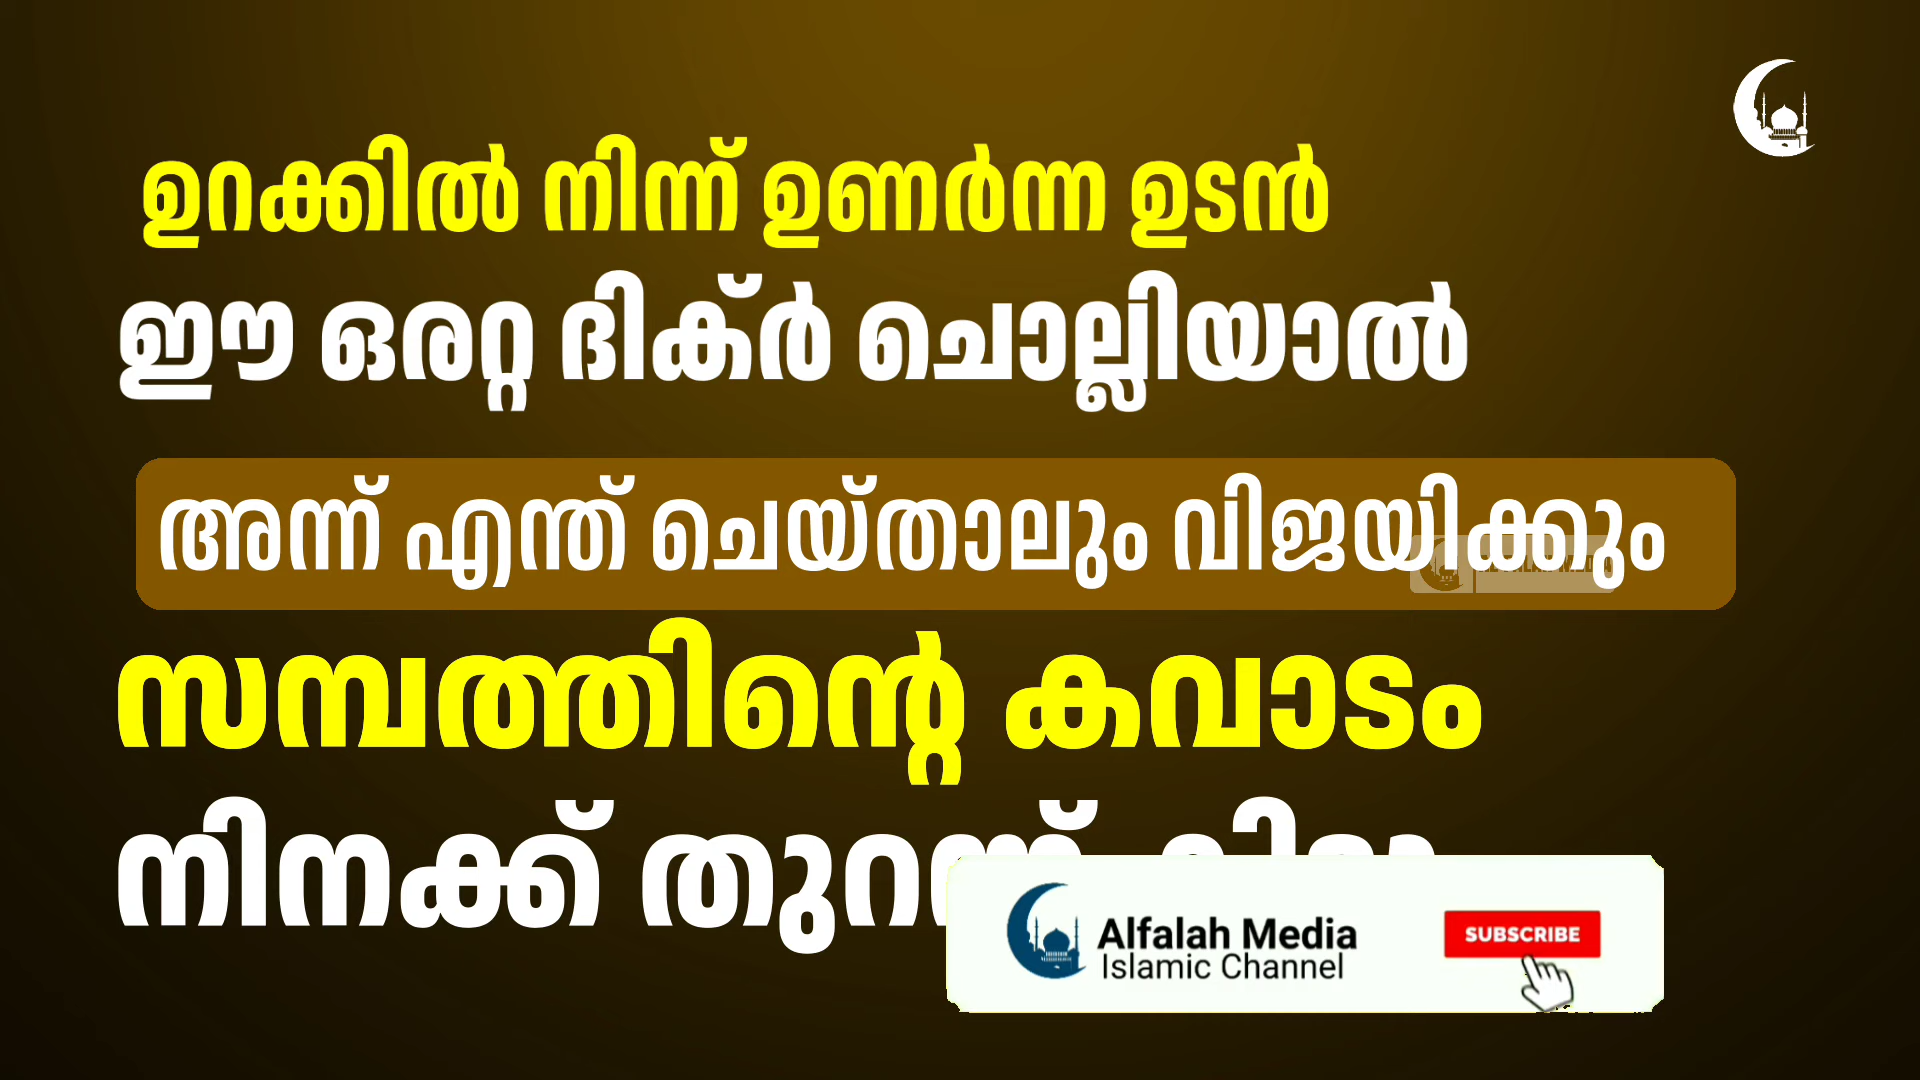 ഉറക്കിൽ നിന്ന് ഉണർന്ന ഉടൻ
ഈ ഒരറ്റ ദിക്ർ ചൊല്ലിയാൽ
അന്ന് എന്ത് ചെയ്താലും വിജയിക്കും
സമ്പത്തിന്റെ കവാടം
നിനക്ക്
Alfalah Media
Islamic Channel
SUBSCRIBE